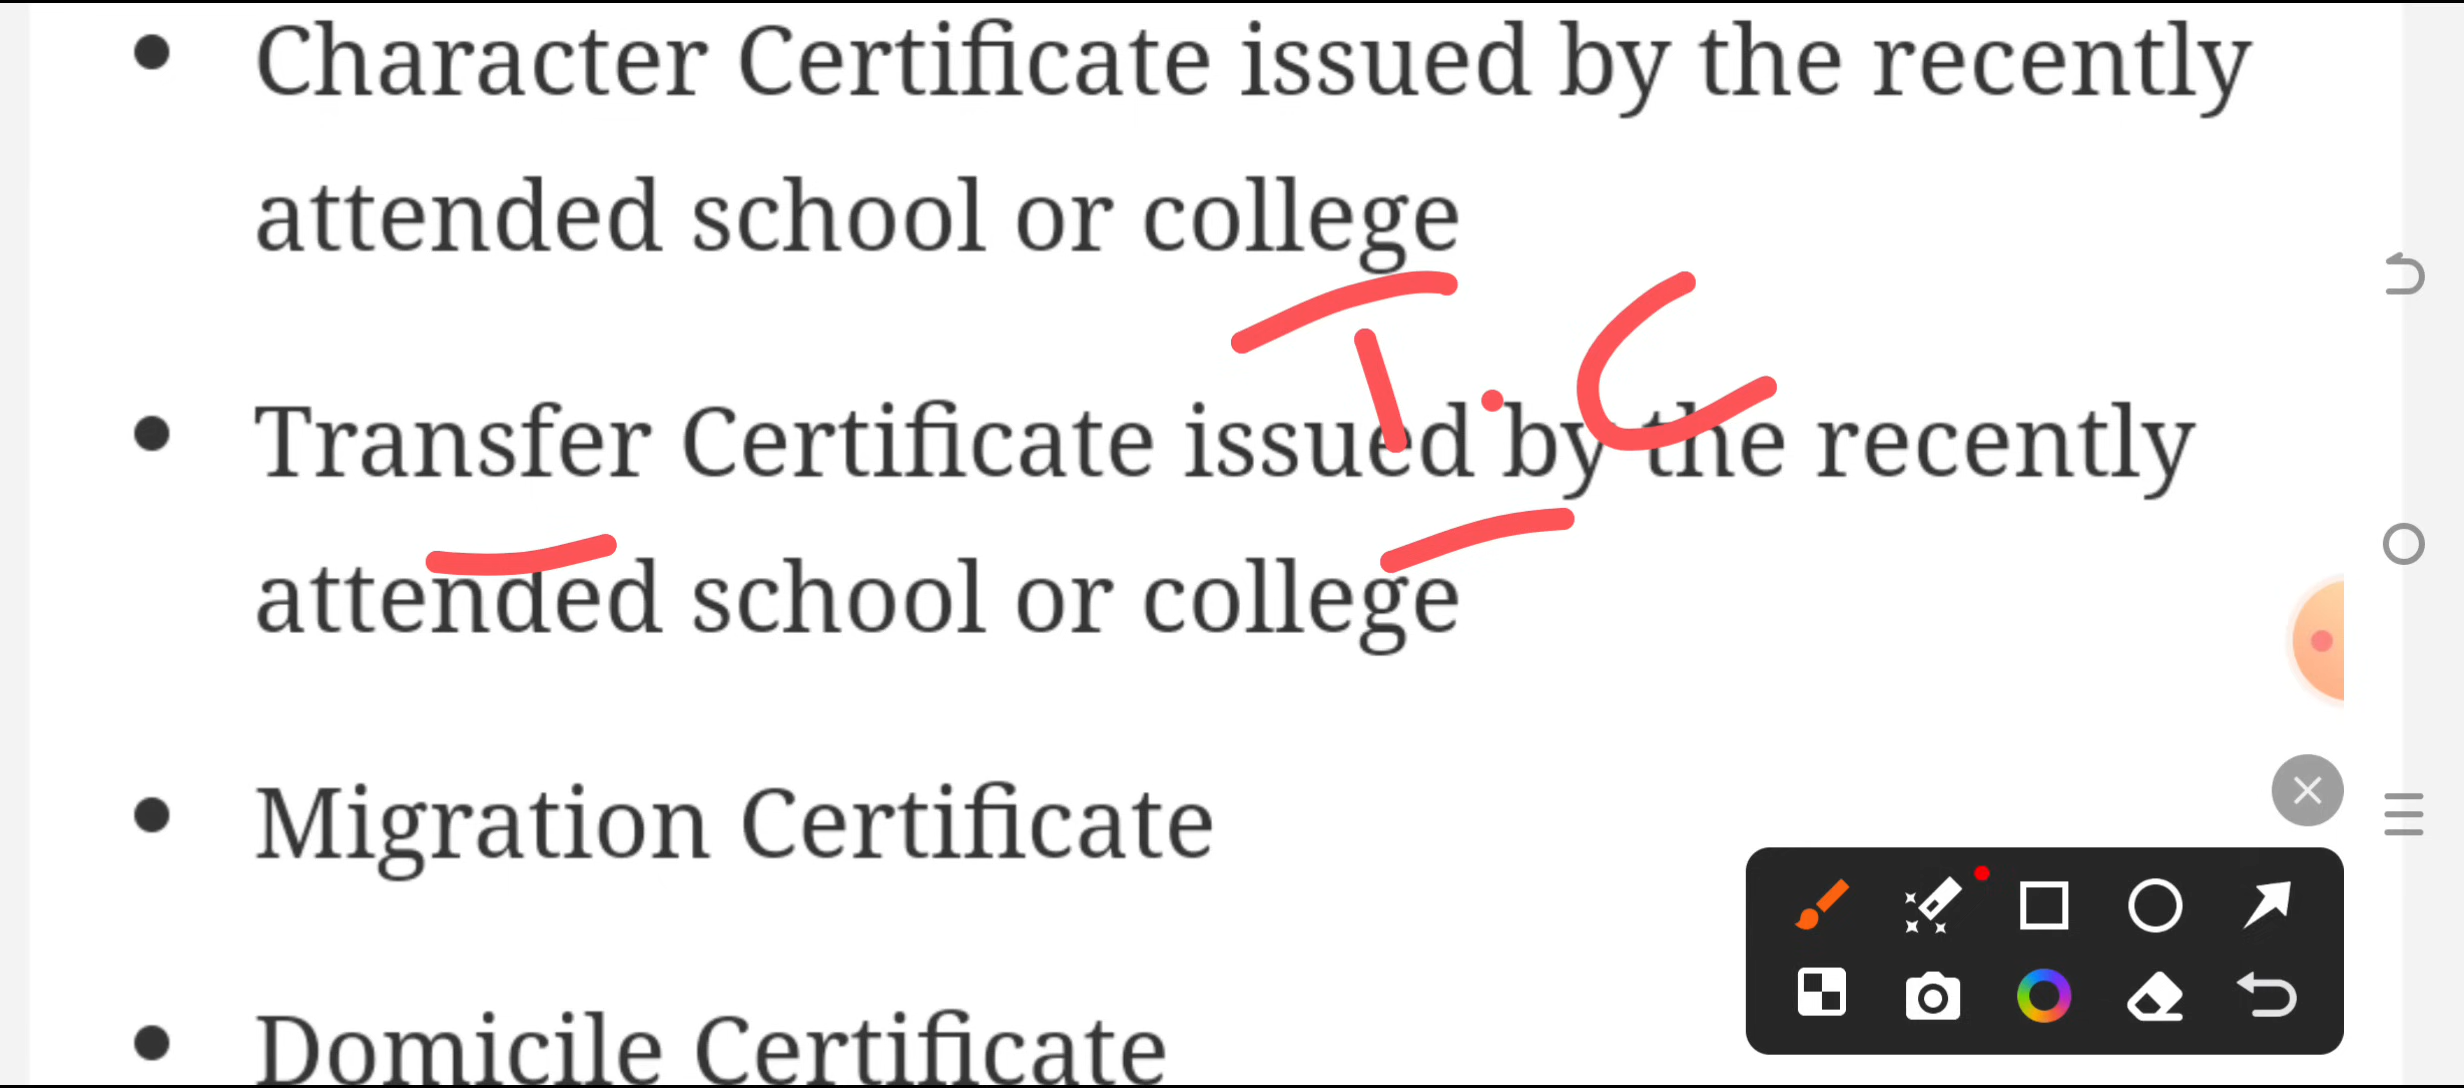 • Character Certificate issued by the recently
attended school or college
T.C
• Transfer Certificate issued by the recently
attended school or college
• Migration Certificate
• Domicile Certificate